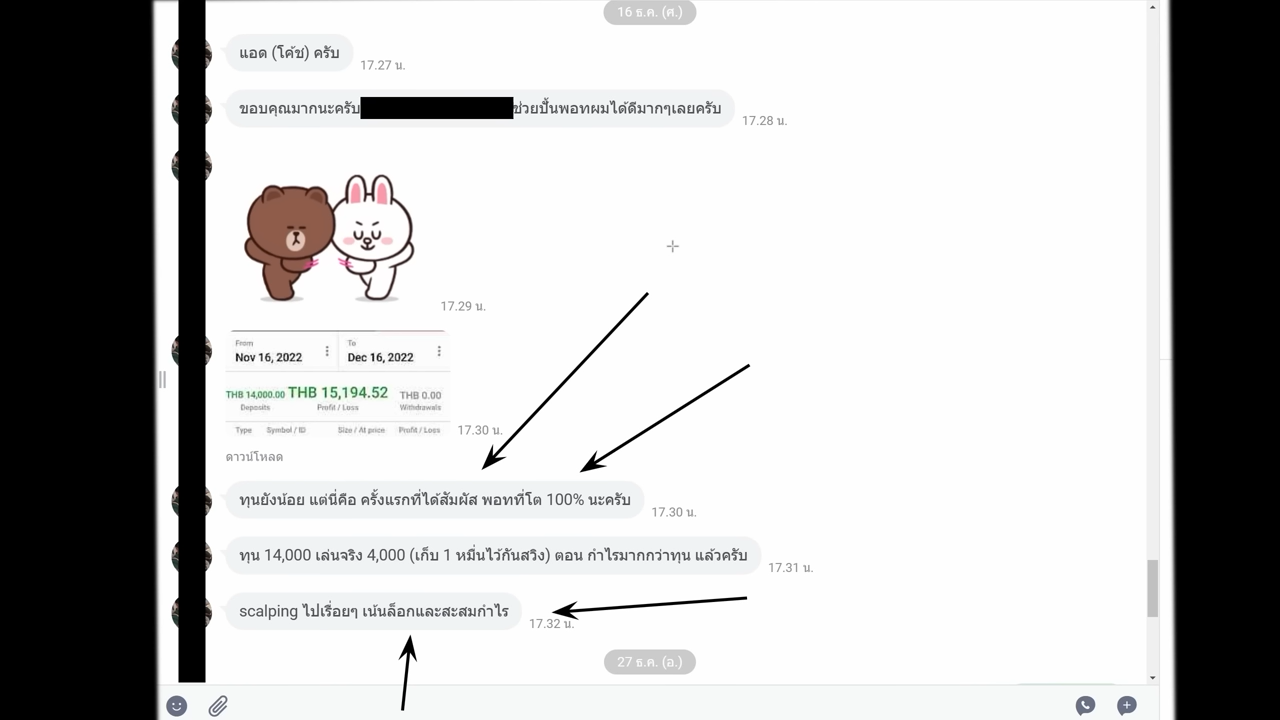 16 ธ.ค. (ศ.)
แอด (โค้ช) ครับ
17.27 น.
ขอบคุณมากนะครับ ช่วยปั้นพอทผมได้ดีมากๆเลยครับ
17.28 น.
17.29 น.
From To
Nov 16, 2022 Dec 16, 2022
THB 14,000.00 THB 15,194.52 THB 0.00
Deposits Profit / Loss Withdrawals
Type Symbol / ID Size / At price Profit / Loss
17.30 น.
ดาวน์โหลด
ทุนยังน้อย แต่นี่คือ ครั้งแรกที่ได้สัมผัส พอทที่โต 100% นะครับ
17.30 น.
ทุน 14,000 เล่นจริง 4,000 (เก็บ 1 หมื่นไว้กันสวิง) ตอน กำไรมากกว่าทุน แล้วครับ
17.31 น.
scalping ไปเรื่อยๆ เน้นล็อกและสะสมกำไร
17.32 น.
27 ธ.ค. (อ.)